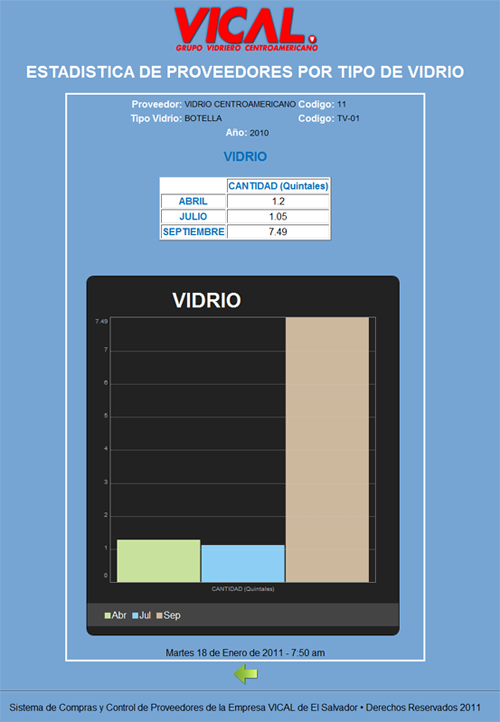 VICAL.
GRUPO VIDRIERO CENTROAMERICANO
ESTADISTICA DE PROVEEDORES POR TIPO DE VIDRIO
Proveedor: VIDRIO CENTROAMERICANO Codigo: 11
Tipo Vidrio: BOTELLA Codigo: TV-01
Año: 2010
VIDRIO
CANTIDAD (Quintales)
ABRIL 1.2
JULIO 1.05
SEPTIEMBRE 7.49
VIDRIO
7.49
7
6
5
4
3
2
1
0
CANTIDAD (Quintales)
Abr Jul Sep
Martes 18 de Enero de 2011 - 7:50 am
Sistema de Compras y Control de Proveedores de la Empresa VICAL de El Salvador • Derechos Reservados 2011